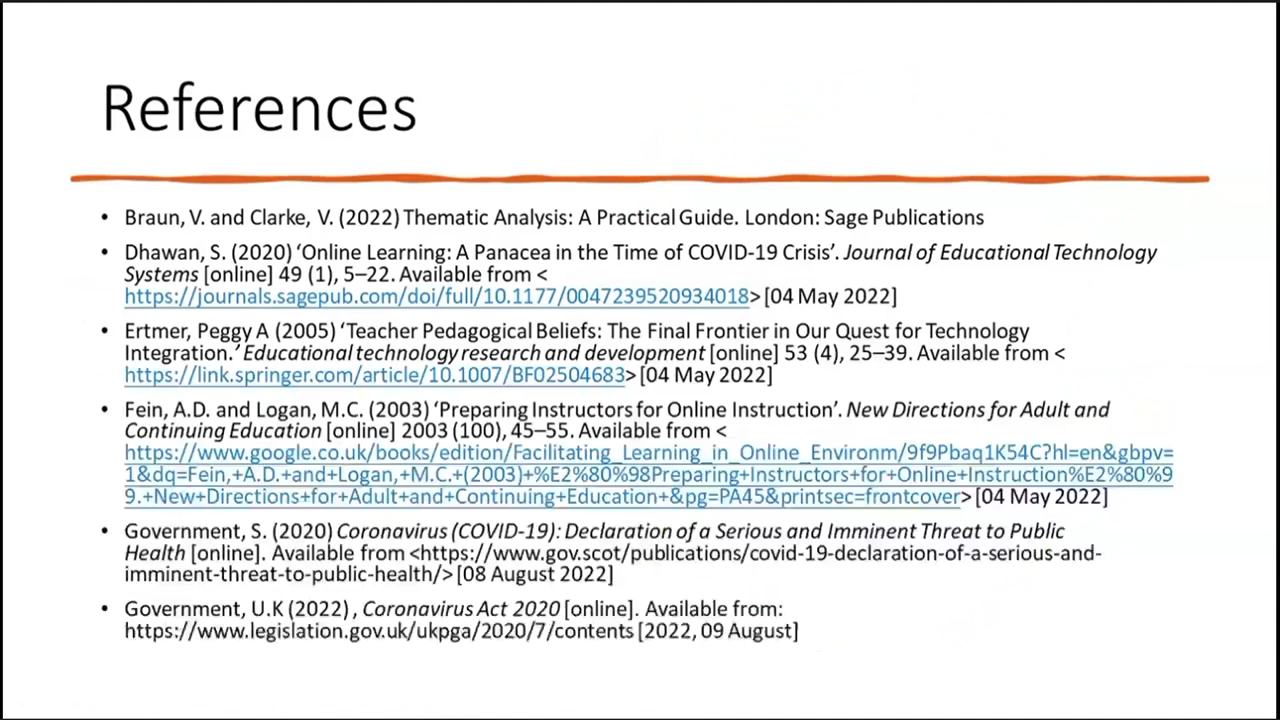 References
• Braun, V. and Clarke, V. (2022) Thematic Analysis: A Practical Guide. London: Sage Publications
• Dhawan, S. (2020) ‘Online Learning: A Panacea in the Time of COVID-19 Crisis’. Journal of Educational Technology
Systems [online] 49 (1), 5–22. Available from <
https://journals.sagepub.com/doi/full/10.1177/0047239520934018> [04 May 2022]
• Ertmer, Peggy A (2005) ‘Teacher Pedagogical Beliefs: The Final Frontier in Our Quest for Technology
Integration.’ Educational technology research and development [online] 53 (4), 25–39. Available from <
https://link.springer.com/article/10.1007/BF02504683> [04 May 2022]
• Fein, A.D. and Logan, M.C. (2003) ‘Preparing Instructors for Online Instruction’. New Directions for Adult and
Continuing Education [online] 2003 (100), 45–55. Available from <
https://www.google.co.uk/books/edition/Facilitating_Learning_in_Online_Environm/9f9Pbaq1K54C?hl=en&gbpv=
1&dq=Fein,+A.D.+and+Logan,+M.C.+(2003)+%E2%80%98Preparing+Instructors+for+Online+Instruction%E2%80%9
9.+New+Directions+for+Adult+and+Continuing+Education+&pg=PA45&printsec=frontcover> [04 May 2022]
• Government, S. (2020) Coronavirus (COVID-19): Declaration of a Serious and Imminent Threat to Public
Health [online]. Available from <https://www.gov.scot/publications/covid-19-declaration-of-a-serious-and-
imminent-threat-to-public-health/> [08 August 2022]
• Government, U.K (2022) , Coronavirus Act 2020 [online]. Available from:
https://www.legislation.gov.uk/ukpga/2020/7/contents [2022, 09 August]